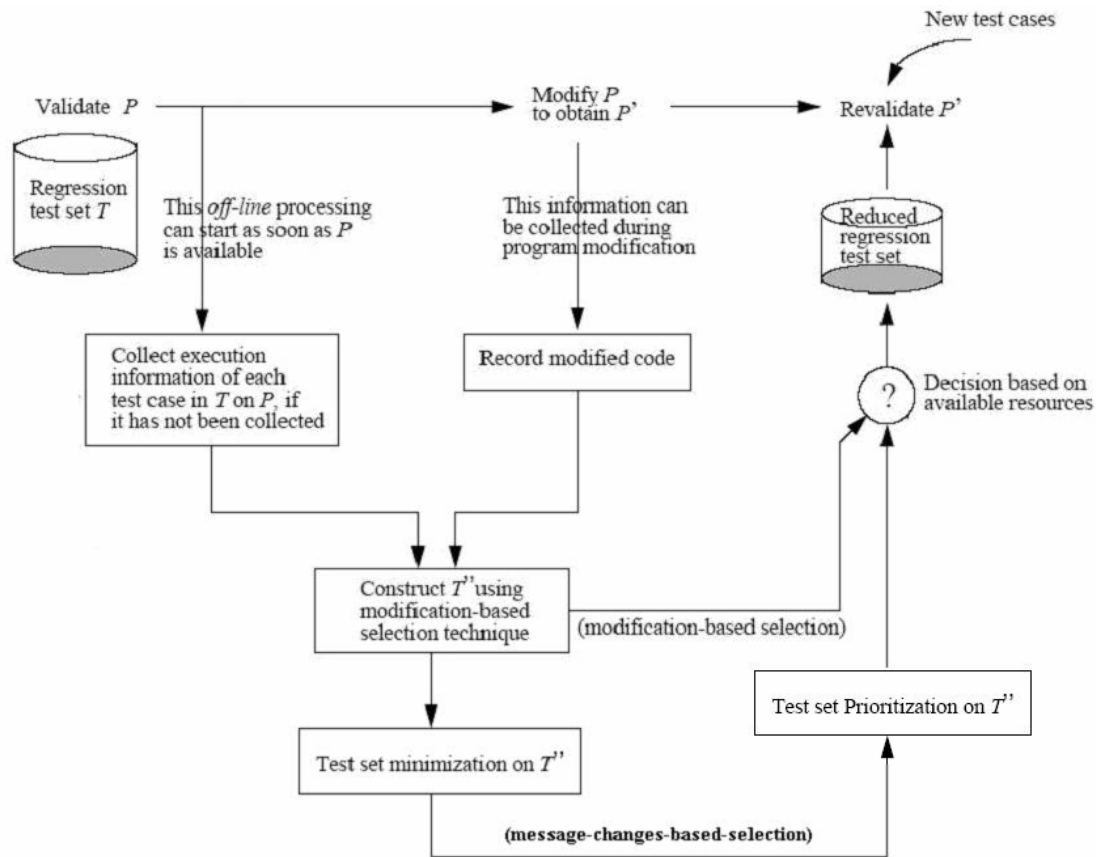 New test cases
Validate P
Modify P
to obtain P’
Revalidate P’
Regression
test set T
This off-line processing
can start as soon as P
is available
This information can
be collected during
program modification
Reduced
regression
test set
Collect execution
information of each
test case in T on P, if
it has not been collected
Record modified code
?
Decision based on
available resources
Construct T’’ using
modification-based
selection technique
(modification-based selection)
Test set Prioritization on T’’
Test set minimization on T’’
(message-changes-based-selection)